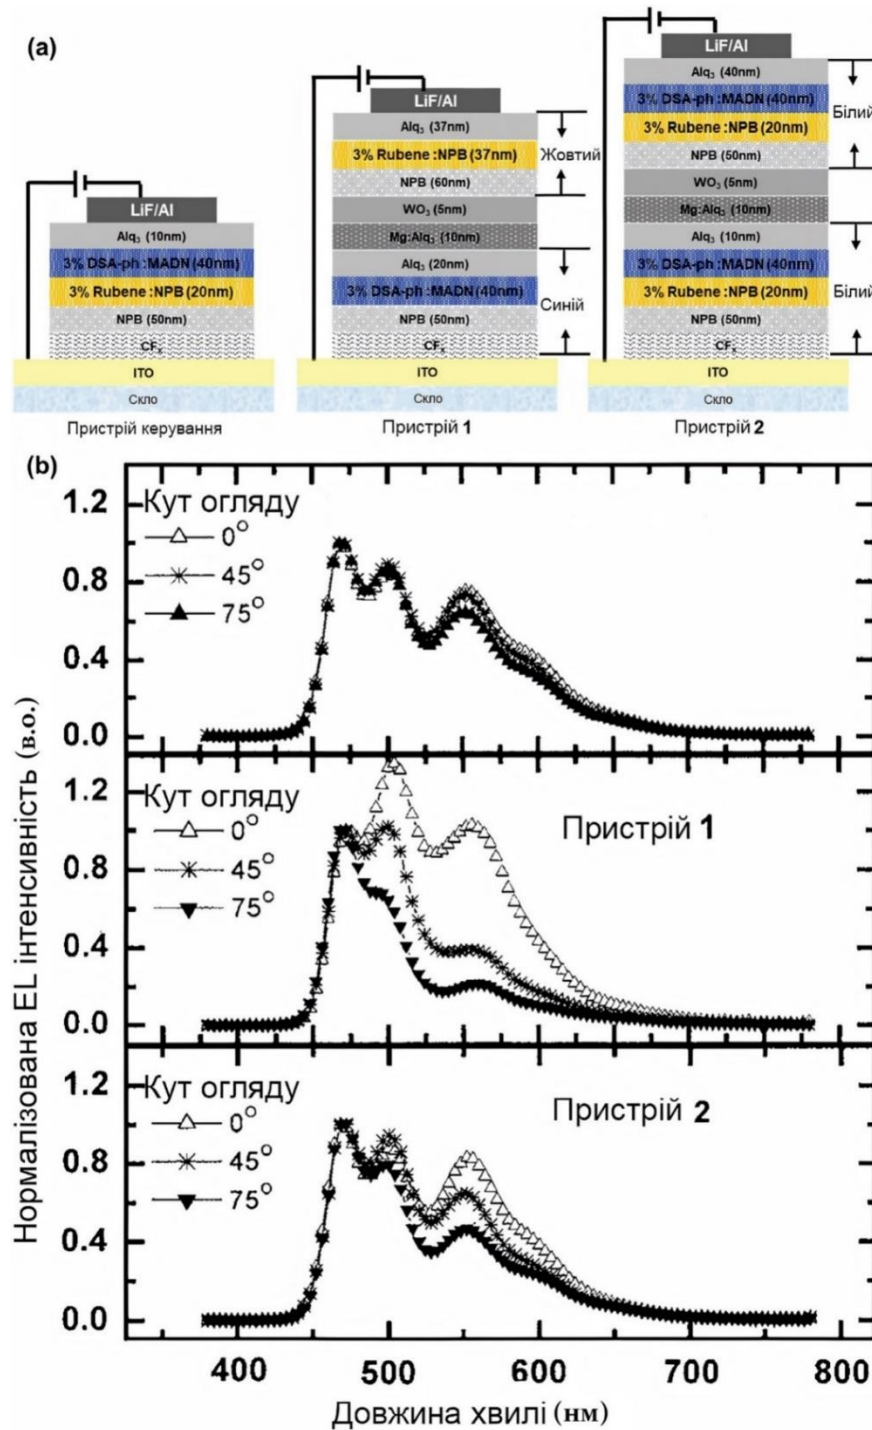 (a)
LiF/Al
Alq₃ (10nm)
3% DSA-ph : MADN (40nm)
3% Rubene : NPB (20nm)
NPB (50nm)
CFₓ
ITO
Скло
Пристрій керування
LiF/Al
Alq₃ (37nm)
3% Rubene : NPB (37nm)
NPB (60nm)
WO₃ (5nm)
Mg:Alq₃ (10nm)
Alq₃ (20nm)
3% DSA-ph : MADN (40nm)
NPB (50nm)
CFₓ
ITO
Скло
Жовтий
Синій
Пристрій 1
LiF/Al
Alq₃ (40nm)
3% DSA-ph : MADN (40nm)
3% Rubene : NPB (20nm)
NPB (50nm)
WO₃ (5nm)
Mg:Alq₃ (10nm)
Alq₃ (10nm)
3% DSA-ph : MADN (40nm)
3% Rubene : NPB (20nm)
NPB (50nm)
CFₓ
ITO
Скло
Білий
Білий
Пристрій 2
(b)
Нормалізована EL інтенсивність (в.о.)
1.2
0.8
0.4
0.0
Кут огляду
0°
45°
75°
1.2
0.8
0.4
0.0
Кут огляду
0°
45°
75°
Пристрій 1
1.2
0.8
0.4
0.0
Кут огляду
0°
45°
75°
Пристрій 2
400 500 600 700 800
Довжина хвилі (нм)